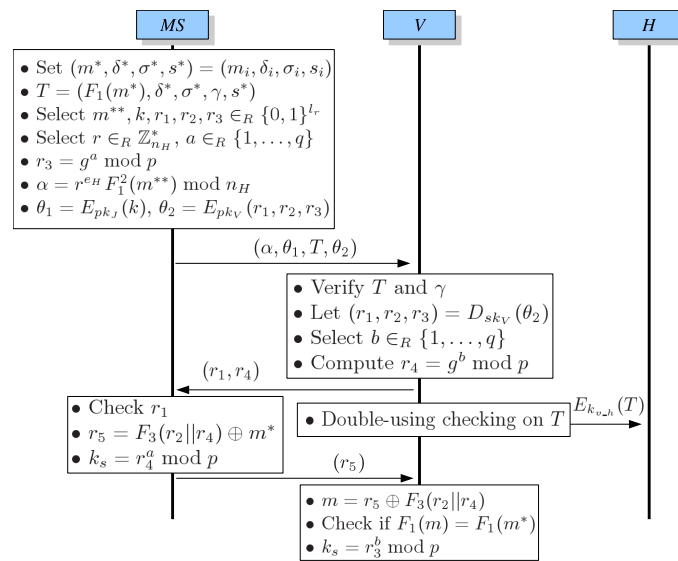 MS
V
H
• Set (m*, δ*, σ*, s*) = (m_i, δ_i, σ_i, s_i)
• T = (F_1(m*), δ*, σ*, γ, s*)
• Select m**, k, r_1, r_2, r_3 ∈_R {0, 1}^{l_r}
• Select r ∈_R ℤ*_{n_H}, a ∈_R {1, . . . , q}
• r_3 = g^a mod p
• α = r^{e_H} F_1^2(m**) mod n_H
• θ_1 = E_{pk_J}(k), θ_2 = E_{pk_V}(r_1, r_2, r_3)
(α, θ_1, T, θ_2)
• Verify T and γ
• Let (r_1, r_2, r_3) = D_{sk_V}(θ_2)
• Select b ∈_R {1, . . . , q}
• Compute r_4 = g^b mod p
(r_1, r_4)
• Check r_1
• r_5 = F_3(r_2||r_4) ⊕ m*
• k_s = r_4^a mod p
• Double-using checking on T
E_{k_{v_h}}(T)
(r_5)
• m = r_5 ⊕ F_3(r_2||r_4)
• Check if F_1(m) = F_1(m*)
• k_s = r_3^b mod p